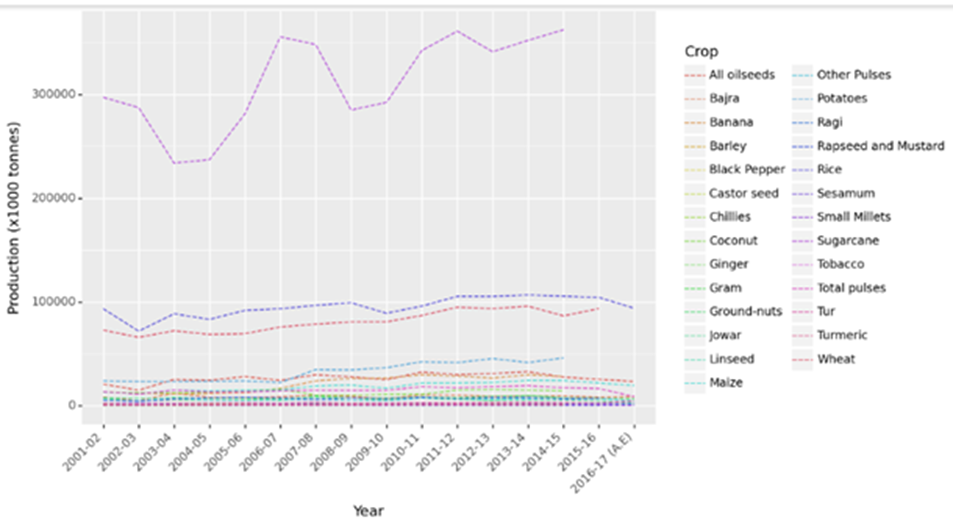 Production (x1000 tonnes)
300000
200000
100000
0
2001-02
2002-03
2003-04
2004-05
2005-06
2006-07
2007-08
2008-09
2009-10
2010-11
2011-12
2012-13
2013-14
2014-15
2015-16
2016-17 (A.E)
Year
Crop
All oilseeds
Bajra
Banana
Barley
Black Pepper
Castor seed
Chillies
Coconut
Ginger
Gram
Ground-nuts
Jowar
Linseed
Maize
Other Pulses
Potatoes
Ragi
Rapseed and Mustard
Rice
Sesamum
Small Millets
Sugarcane
Tobacco
Total pulses
Tur
Turmeric
Wheat